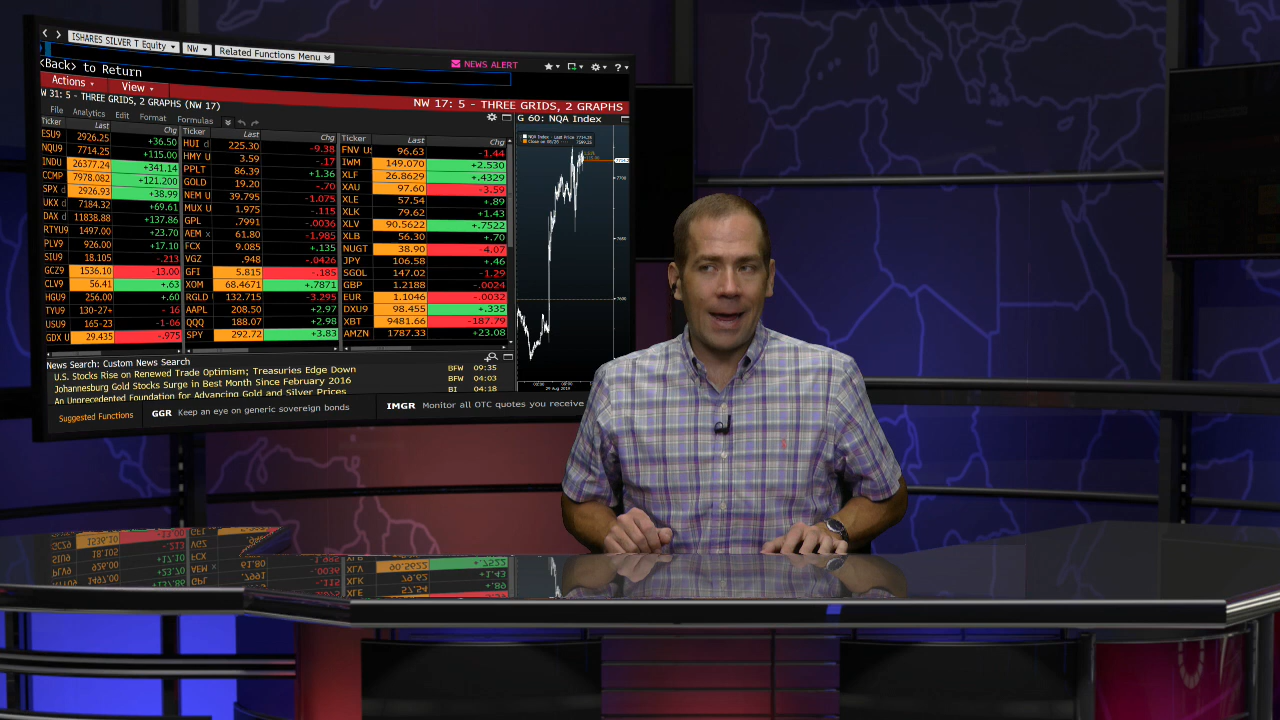 ISHARES SILVER T Equity
NW
Related Functions Menu
NEWS ALERT
<Back> to Return
Actions
View
W 31: 5 - THREE GRIDS, 2 GRAPHS (NW 17)
NW 17: 5 - THREE GRIDS, 2 GRAPHS
File Analytics Edit Format Formulas
G 60: NQA Index
Ticker Last Chg
ESU9 2926.25 +36.50
NQU9 7714.25 +115.00
INDU 26377.24 +341.14
CCMP 7978.082 +121.200
SPX d 2926.93 +38.99
UKX d 7184.32 +69.61
DAX d 11838.88 +137.86
RTYU9 1497.00 +23.70
PLV9 926.00 +17.10
SIU9 18.105 -.213
GCZ9 1536.10 -13.00
CLV9 56.41 +.63
HGU9 256.00 +.60
TYU9 130-27+ - 16
USU9 165-23 -1-06
GDX U 29.435 -.975
Ticker Last Chg
HUI d 225.30 -9.38
HMY U 3.59 -.17
PPLT 86.39 +1.36
GOLD 19.20 -.70
NEM U 39.795 -1.075
MUX U 1.975 -.115
GPL .7991 -.0036
AEM x 61.80 -1.985
FCX 9.085 +.135
VGZ .948 -.0426
GFI 5.815 -.185
XOM 68.4671 +.7871
RGLD 132.715 -3.295
AAPL 208.50 +2.97
QQQ 188.07 +2.98
SPY 292.72 +3.83
Ticker Last Chg
FNV US 96.63 -1.44
IWM 149.070 +2.530
XLF 26.8629 +.4329
XAU 97.60 -3.59
XLE 57.54 +.89
XLK 79.62 +1.43
XLV 90.5622 +.7522
XLB 56.30 +.70
NUGT 38.90 -4.07
JPY 106.58 +.46
SGOL 147.02 -1.29
GBP 1.2188 -.0024
EUR 1.1046 -.0032
DXU9 98.455 +.335
XBT 9481.66 -187.79
AMZN 1787.33 +23.08
News Search: Custom News Search
U.S. Stocks Rise on Renewed Trade Optimism; Treasuries Edge Down BFW 09:35
Johannesburg Gold Stocks Surge in Best Month Since February 2016 BFW 04:03
An Unprecedented Foundation for Advancing Gold and Silver Prices BI 04:18
Suggested Functions
GGR Keep an eye on generic sovereign bonds
IMGR Monitor all OTC quotes you receive